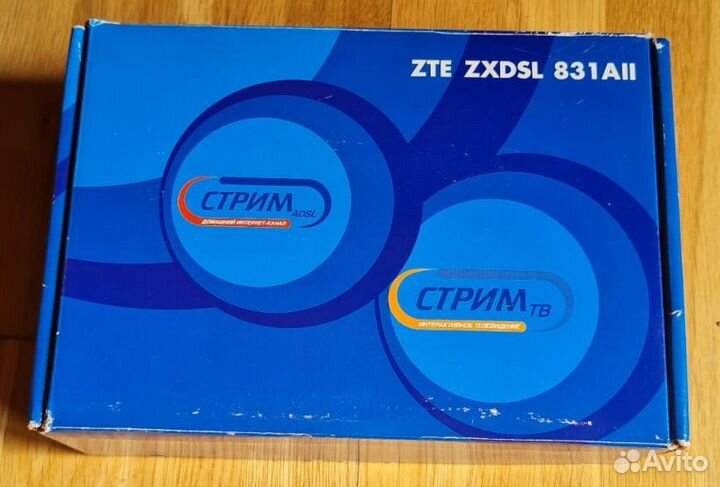 ZTE ZXDSL 831AII
СТРИМ ADSL
ДОМАШНИЙ ИНТЕРНЕТ-КАНАЛ
СТРИМ ТВ
ИНТЕРАКТИВНОЕ ТЕЛЕВИДЕНИЕ
Avito